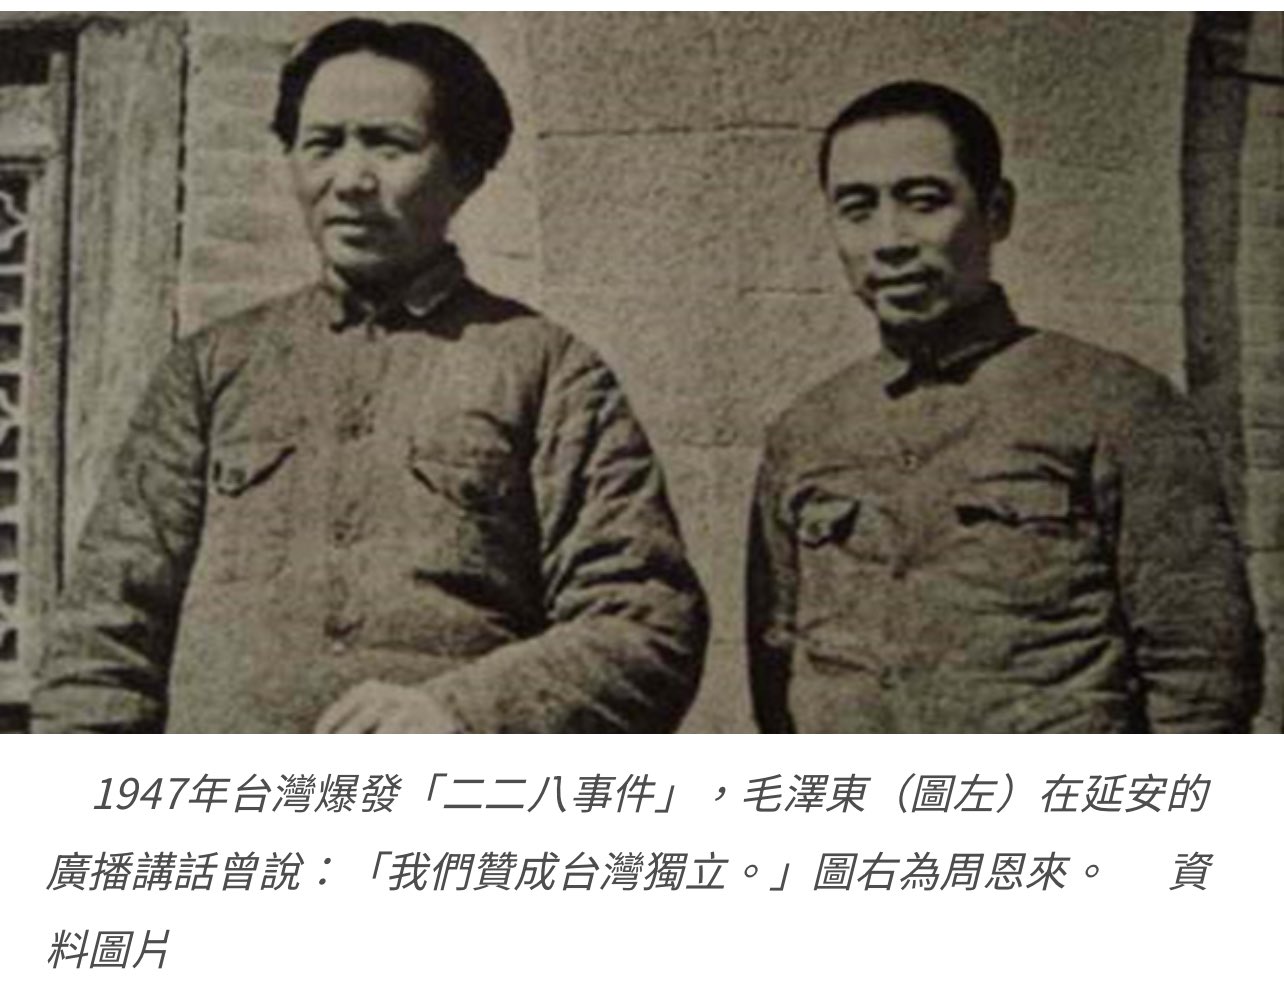 1947年台灣爆發「二二八事件」，毛澤東（圖左）在延安的
廣播講話曾說：「我們贊成台灣獨立。」圖右為周恩來。　資
料圖片